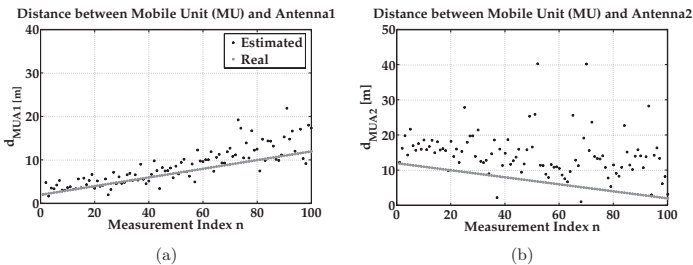 Distance between Mobile Unit (MU) and Antenna1
40
30
20
10
0
0
20
40
60
80
100
d_MUA1 [m]
Measurement Index n
Estimated
Real
(a)
Distance between Mobile Unit (MU) and Antenna2
50
40
30
20
10
0
0
20
40
60
80
100
d_MUA2 [m]
Measurement Index n
(b)